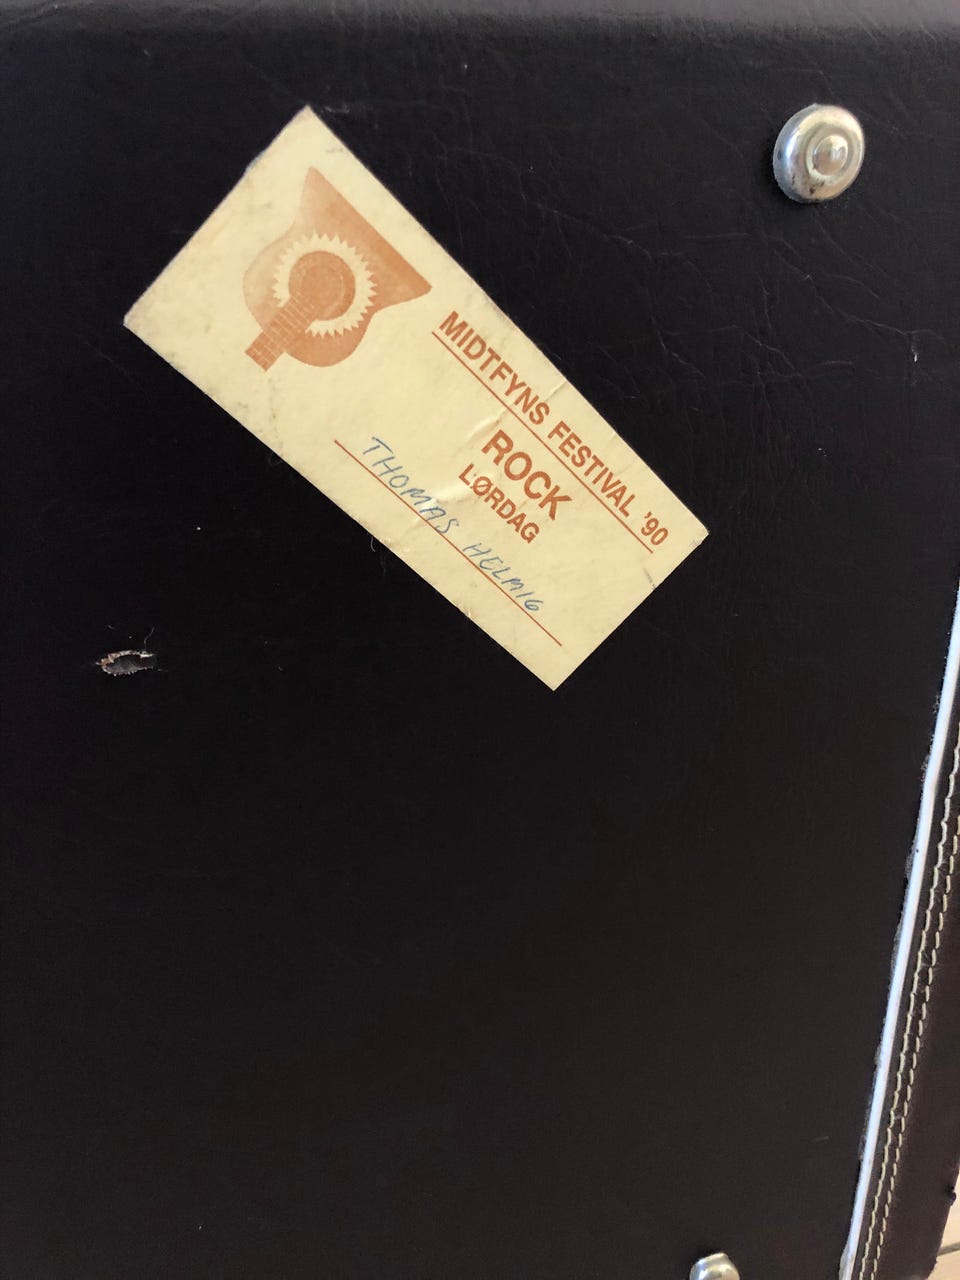 MIDTFYNS FESTIVAL '90
ROCK
LØRDAG
THOMAS HELMIG